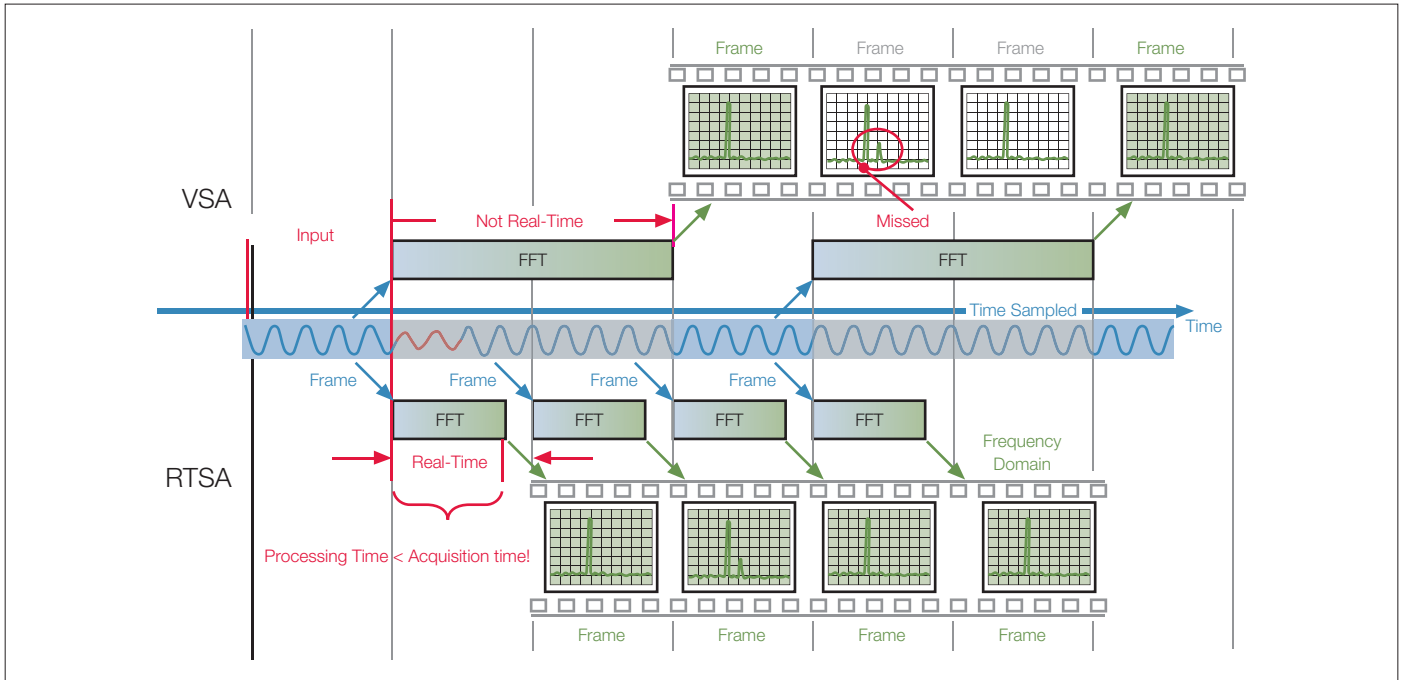 Frame
Frame
Frame
Frame
VSA
Input
Not Real-Time
Missed
FFT
FFT
Time Sampled
Time
Frame
Frame
Frame
Frame
FFT
FFT
FFT
FFT
Frequency
Domain
Real-Time
RTSA
Processing Time < Acquisition time!
Frame
Frame
Frame
Frame